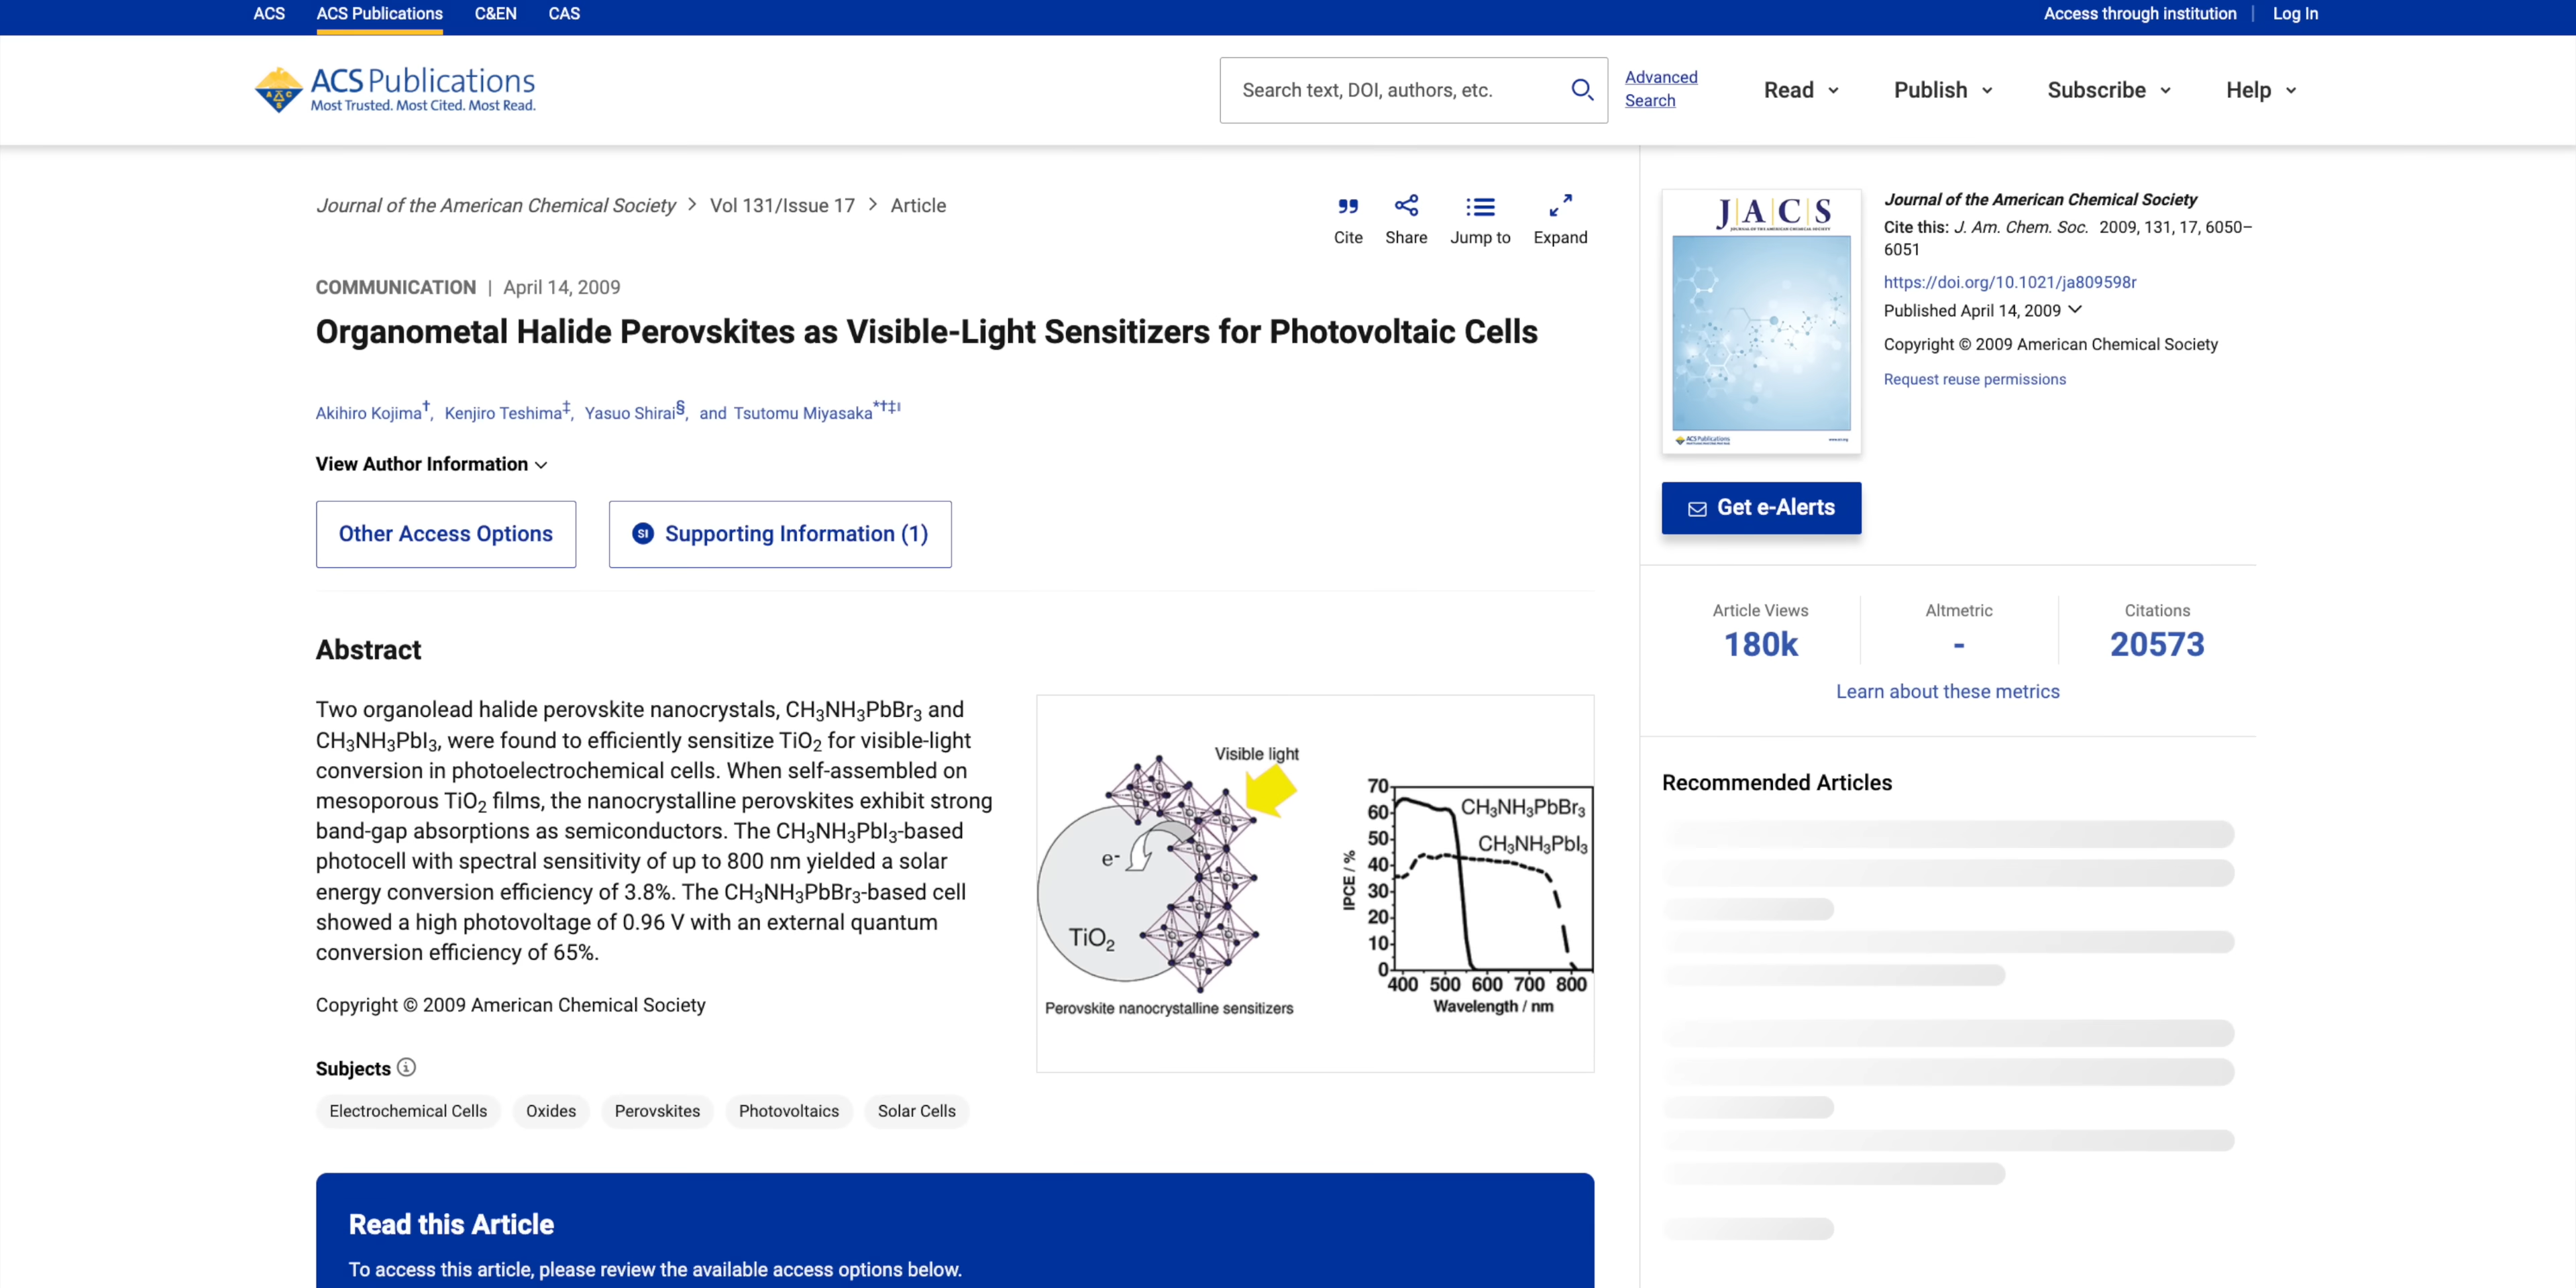 ACS ACS Publications C&EN CAS Access through institution | Log In
ACS Publications
Most Trusted. Most Cited. Most Read.
Search text, DOI, authors, etc.
Advanced
Search
Read Publish Subscribe Help
Journal of the American Chemical Society > Vol 131/Issue 17 > Article
Cite Share Jump to Expand
COMMUNICATION | April 14, 2009
Organometal Halide Perovskites as Visible-Light Sensitizers for Photovoltaic Cells
Akihiro Kojima†, Kenjiro Teshima‡, Yasuo Shirai§, and Tsutomu Miyasaka*†‡∥
View Author Information
Other Access Options
SI Supporting Information (1)
Abstract
Two organolead halide perovskite nanocrystals, CH₃NH₃PbBr₃ and
CH₃NH₃PbI₃, were found to efficiently sensitize TiO₂ for visible-light
conversion in photoelectrochemical cells. When self-assembled on
mesoporous TiO₂ films, the nanocrystalline perovskites exhibit strong
band-gap absorptions as semiconductors. The CH₃NH₃PbI₃-based
photocell with spectral sensitivity of up to 800 nm yielded a solar
energy conversion efficiency of 3.8%. The CH₃NH₃PbBr₃-based cell
showed a high photovoltage of 0.96 V with an external quantum
conversion efficiency of 65%.
Copyright © 2009 American Chemical Society
Visible light
e-
TiO₂
Perovskite nanocrystalline sensitizers
IPCE / %
70
60
50
40
30
20
10
0
CH₃NH₃PbBr₃
CH₃NH₃PbI₃
400 500 600 700 800
Wavelength / nm
Subjects
Electrochemical Cells Oxides Perovskites Photovoltaics Solar Cells
Read this Article
To access this article, please review the available access options below.
J|A|C|S
JOURNAL OF THE AMERICAN CHEMICAL SOCIETY
ACS Publications
Journal of the American Chemical Society
Cite this: J. Am. Chem. Soc. 2009, 131, 17, 6050–
6051
https://doi.org/10.1021/ja809598r
Published April 14, 2009
Copyright © 2009 American Chemical Society
Request reuse permissions
Get e-Alerts
Article Views Altmetric Citations
180k - 20573
Learn about these metrics
Recommended Articles